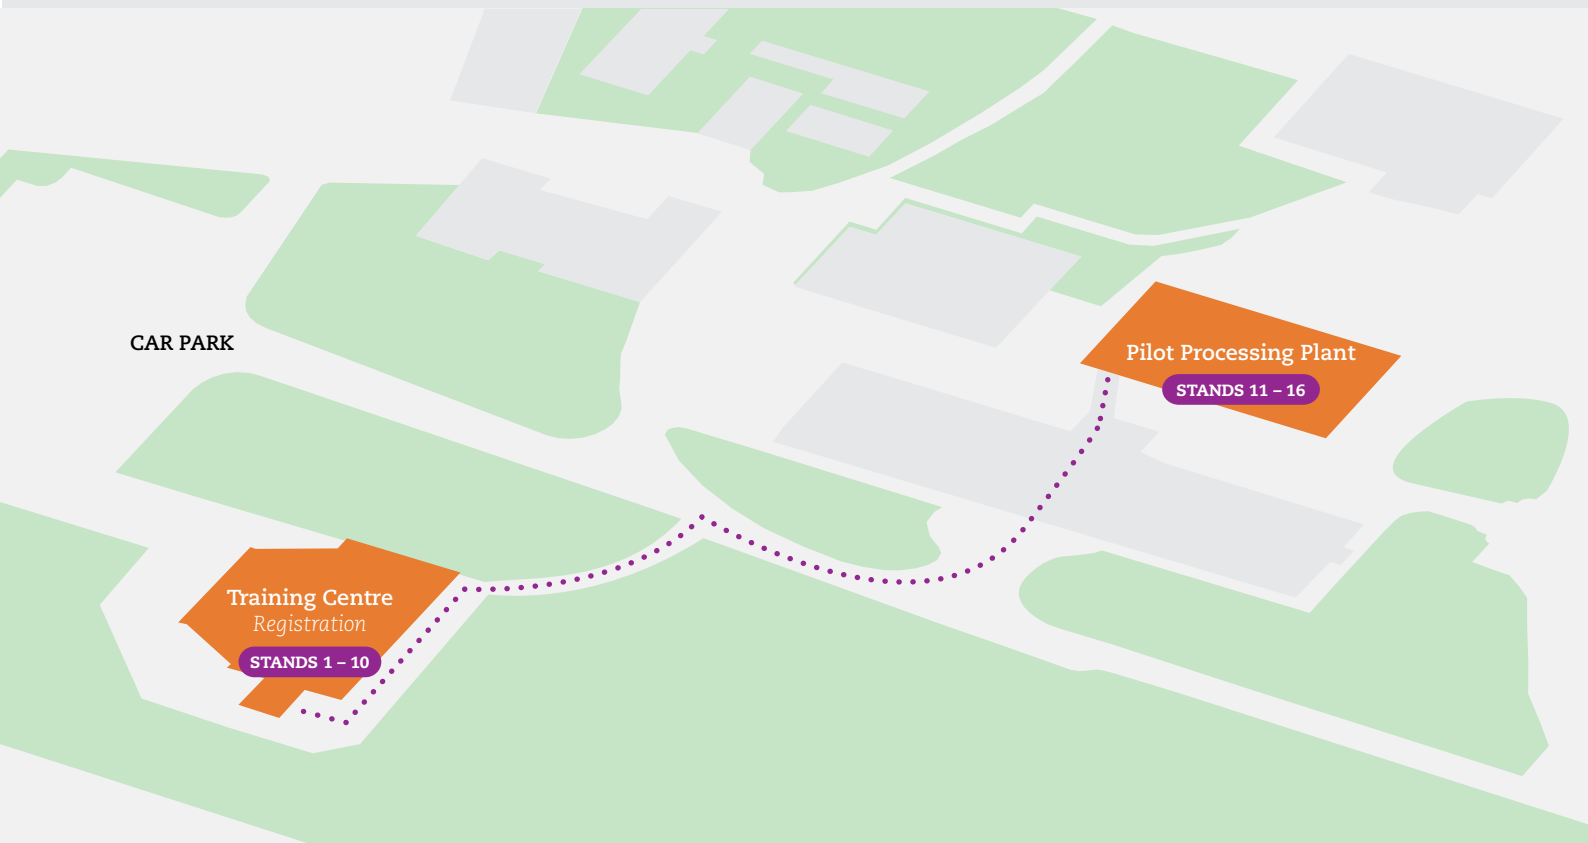 CAR PARK
Pilot Processing Plant
STANDS 11 – 16
Training Centre
Registration
STANDS 1 – 10